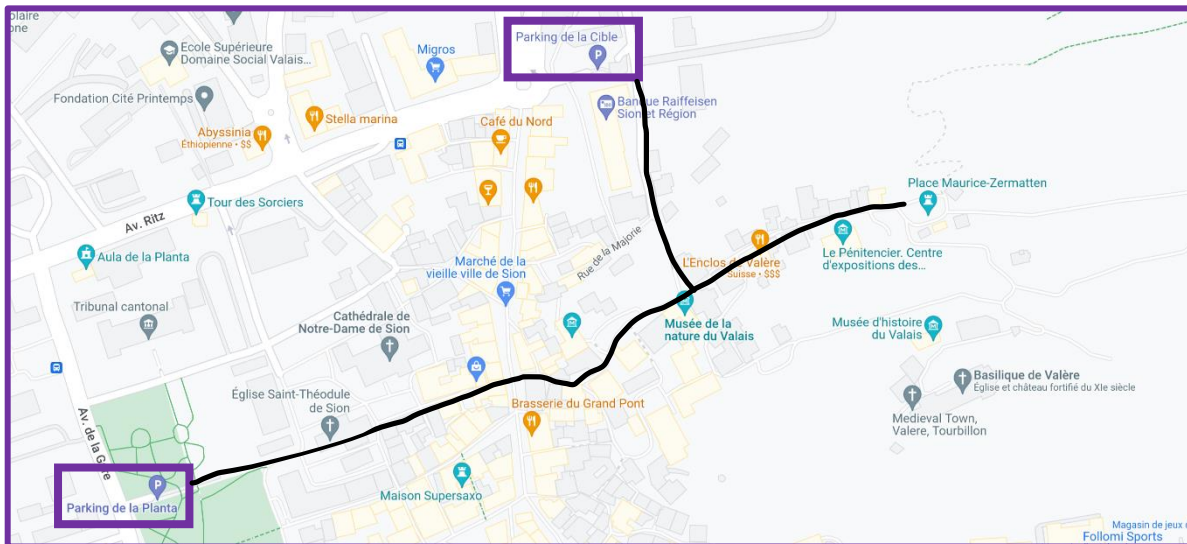 olaire
one
Parking de la Cible
P
Ecole Supérieure
Domaine Social Valais...
Migros
Fondation Cité Printemps
Banque Raiffeisen
Sion et Région
Stella marina
Café du Nord
Abyssinia
Éthiopienne • $$
Place Maurice-Zermatten
Tour des Sorciers
Av. Ritz
Rue de la Majorie
Le Pénitencier. Centre
d'expositions des...
L'Enclos de Valère
Suisse • $$$
Aula de la Planta
Marché de la
vieille ville de Sion
Tribunal cantonal
Cathédrale de
Notre-Dame de Sion
Musée de la
nature du Valais
Musée d'histoire
du Valais
Basilique de Valère
Église et château fortifié du XIe siècle
Église Saint-Théodule
de Sion
Brasserie du Grand Pont
Medieval Town,
Valere, Tourbillon
Av. de la Gare
P
Parking de la Planta
Maison Supersaxo
Magasin de jeux
Follomi Sports